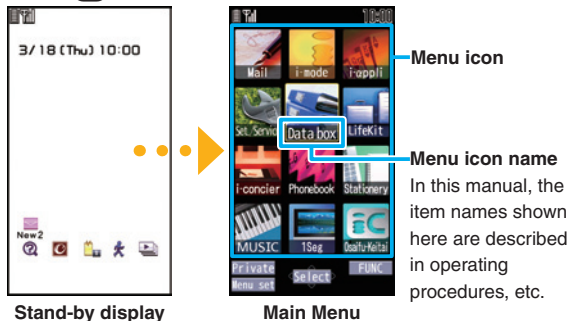 3/18(Thu) 10:00
New2
Stand-by display
10:00
Mail i-mode i-αppli
Set./Service Data box LifeKit
i-concier Phonebook Stationery
MUSIC 1Seg Osaifu-Keitai
Private FUNC
Menu set Select
Main Menu
Menu icon
Menu icon name
In this manual, the
item names shown
here are described
in operating
procedures, etc.